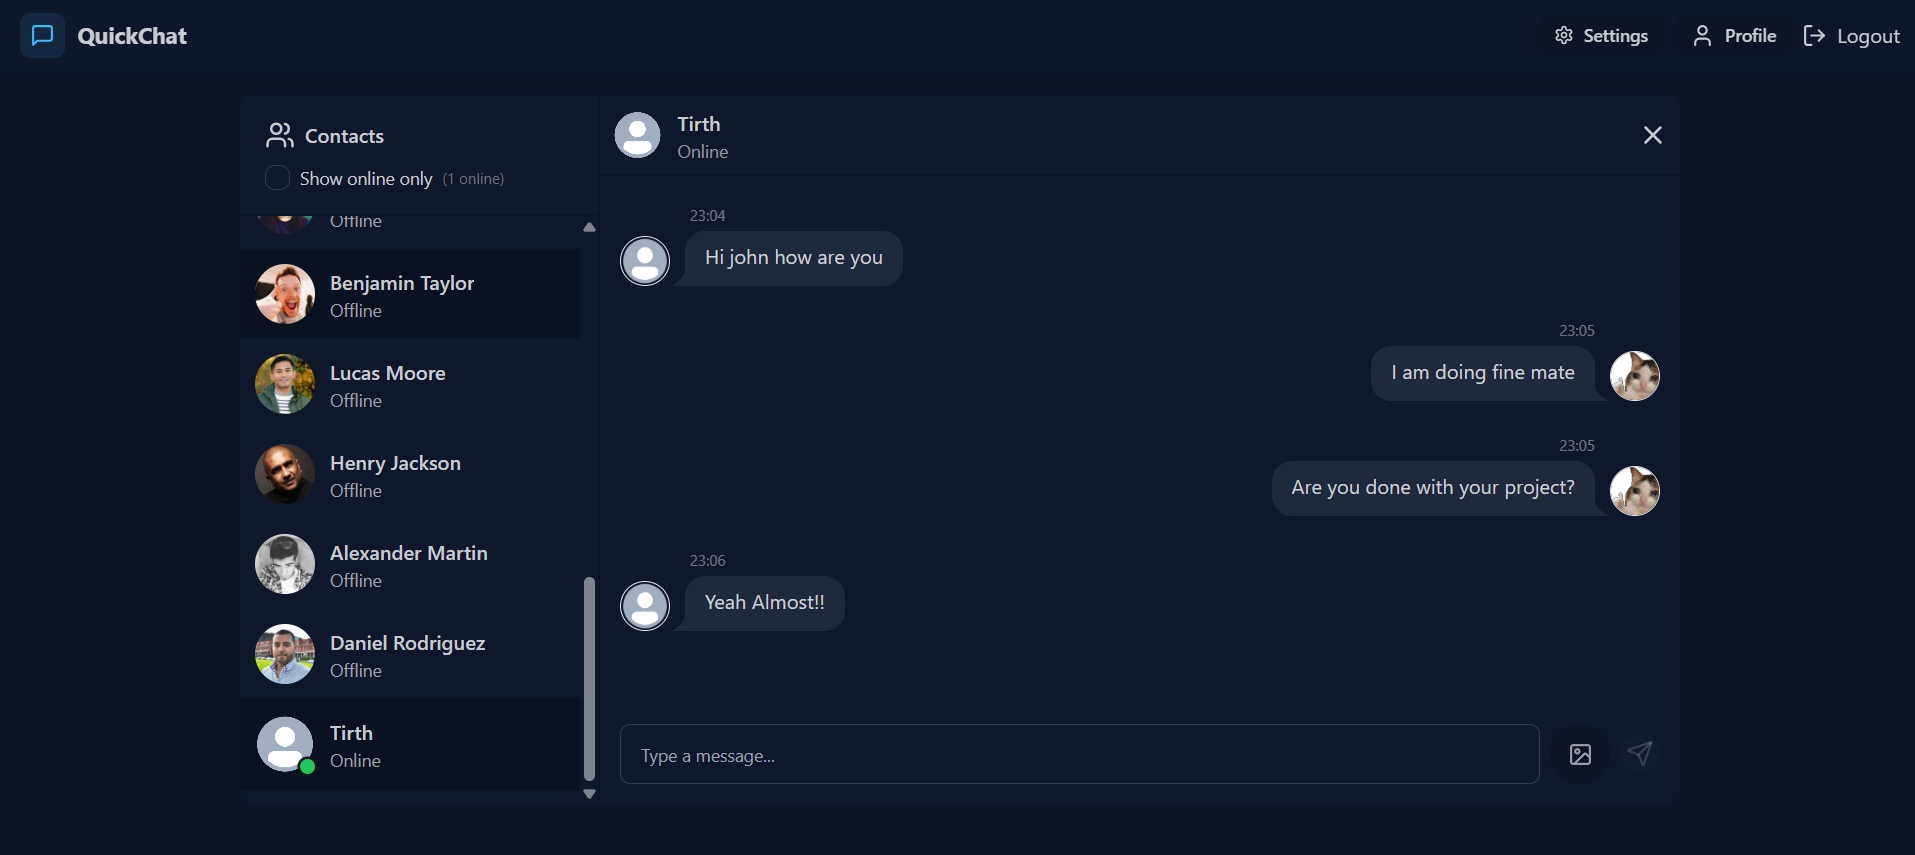 QuickChat
Settings
Profile
Logout
Contacts
Show online only (1 online)
Offline
Benjamin Taylor
Offline
Lucas Moore
Offline
Henry Jackson
Offline
Alexander Martin
Offline
Daniel Rodriguez
Offline
Tirth
Online
Tirth
Online
23:04
Hi john how are you
23:05
I am doing fine mate
23:05
Are you done with your project?
23:06
Yeah Almost!!
Type a message...